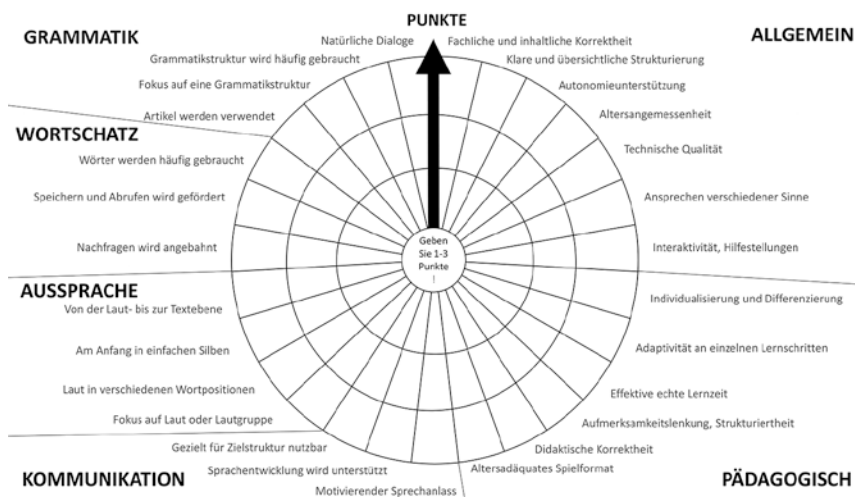 PUNKTE
GRAMMATIK
Natürliche Dialoge
Grammatikstruktur wird häufig gebraucht
Fokus auf eine Grammatikstruktur
Artikel werden verwendet
WORTSCHATZ
Wörter werden häufig gebraucht
Speichern und Abrufen wird gefördert
Nachfragen wird angebahnt
AUSSPRACHE
Von der Laut- bis zur Textebene
Am Anfang in einfachen Silben
Laut in verschiedenen Wortpositionen
Fokus auf Laut oder Lautgruppe
KOMMUNIKATION
Gezielt für Zielstruktur nutzbar
Sprachentwicklung wird unterstützt
Motivierender Sprechanlass
Geben
Sie 1-3
Punkte
ALLGEMEIN
Fachliche und inhaltliche Korrektheit
Klare und übersichtliche Strukturierung
Autonomieunterstützung
Altersangemessenheit
Technische Qualität
Ansprechen verschiedener Sinne
Interaktivität, Hilfestellungen
Individualisierung und Differenzierung
Adaptivität an einzelnen Lernschritten
Effektive echte Lernzeit
Aufmerksamkeitslenkung, Strukturiertheit
Didaktische Korrektheit
Altersadäquates Spielformat
PÄDAGOGISCH